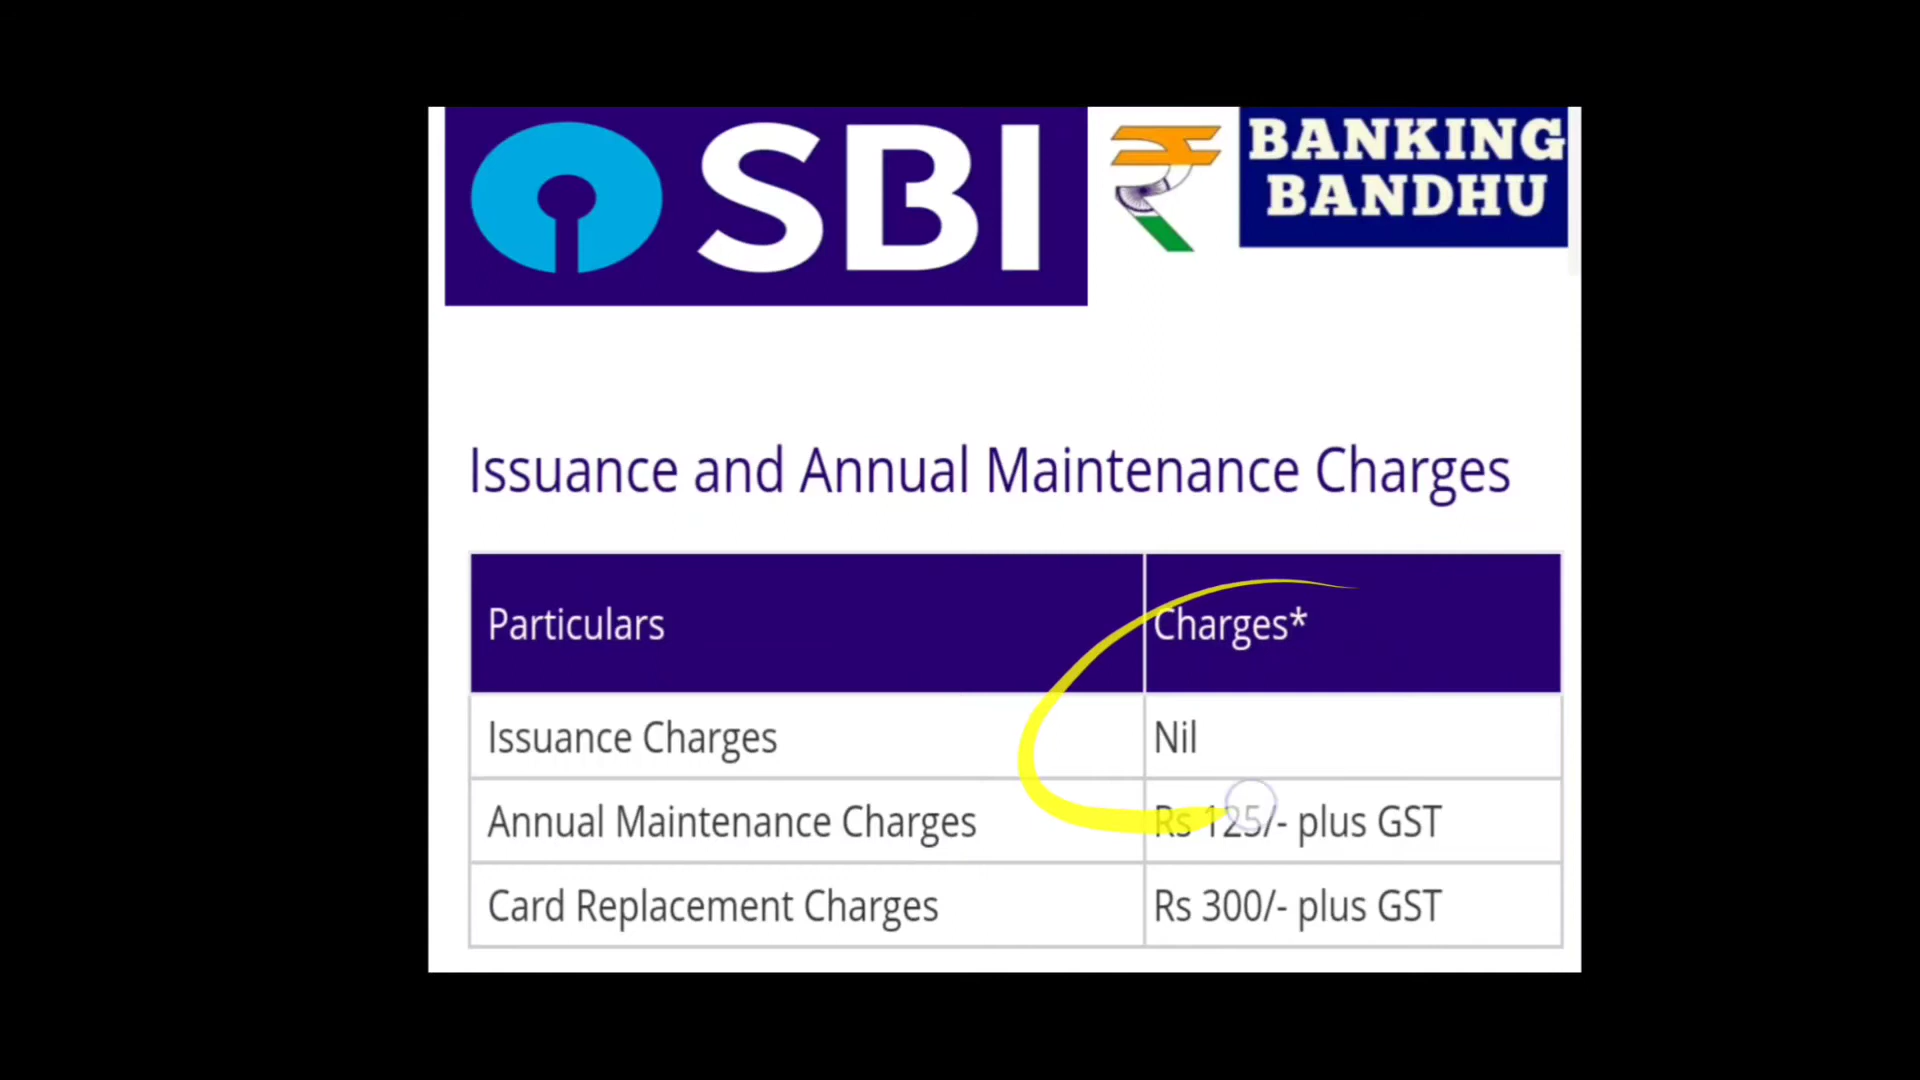 SBI
BANKING
BANDHU
Issuance and Annual Maintenance Charges
Particulars Charges*
Issuance Charges Nil
Annual Maintenance Charges Rs 125/- plus GST
Card Replacement Charges Rs 300/- plus GST